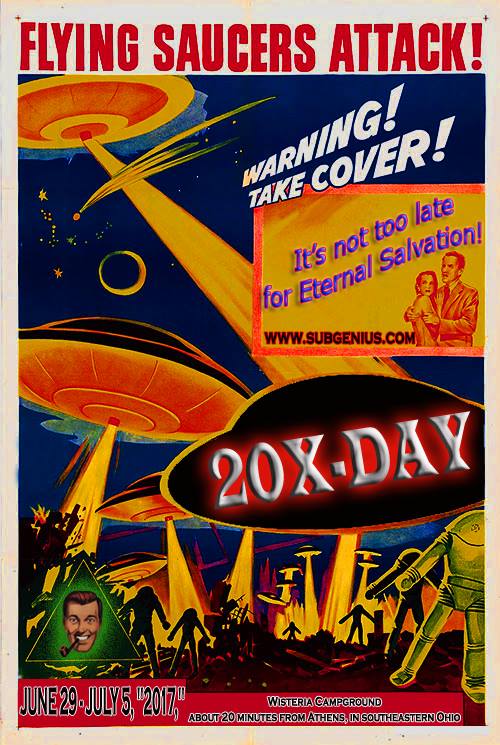 FLYING SAUCERS ATTACK!
WARNING!
TAKE COVER!
It's not too late
for Eternal Salvation!
WWW.SUBGENIUS.COM
20X-DAY
JUNE 29 - JULY 5, "2017,"
WISTERIA CAMPGROUND
ABOUT 20 MINUTES FROM ATHENS, IN SOUTHEASTERN OHIO